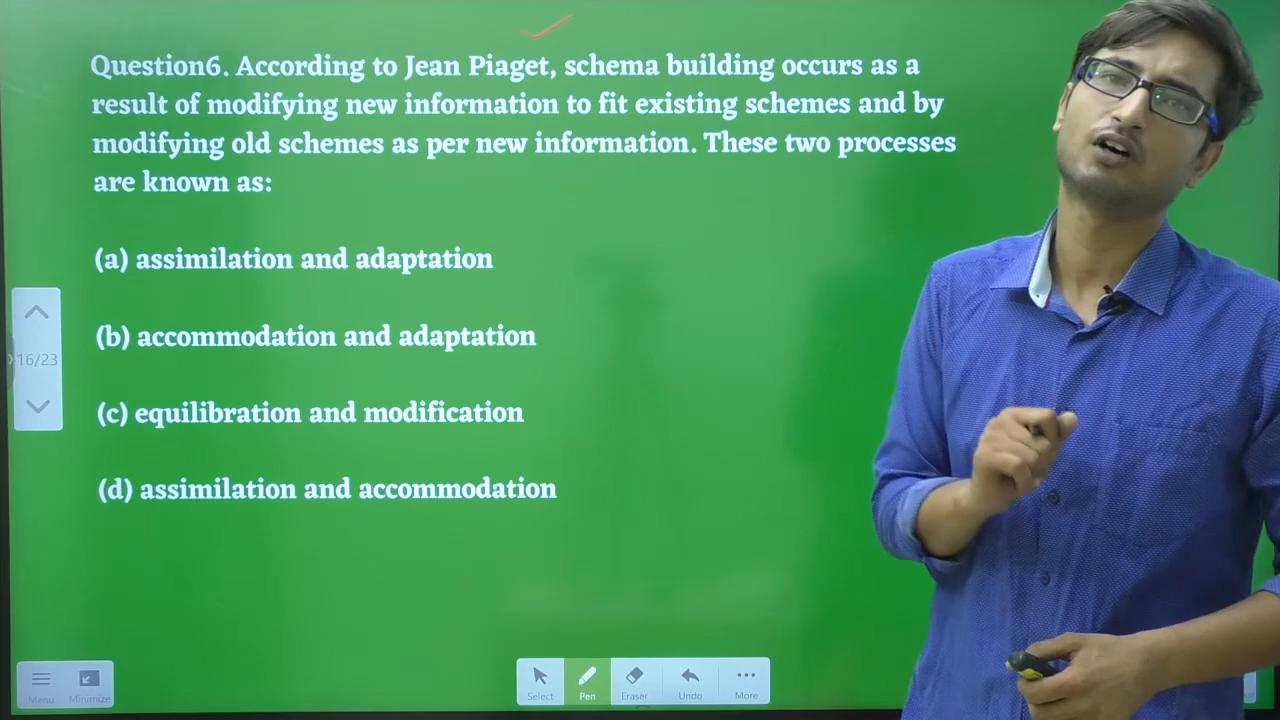 Question6. According to Jean Piaget, schema building occurs as a
result of modifying new information to fit existing schemes and by
modifying old schemes as per new information. These two processes
are known as:
(a) assimilation and adaptation
(b) accommodation and adaptation
16/23
(c) equilibration and modification
(d) assimilation and accommodation
Menu Minimize Select Pen Eraser Undo More